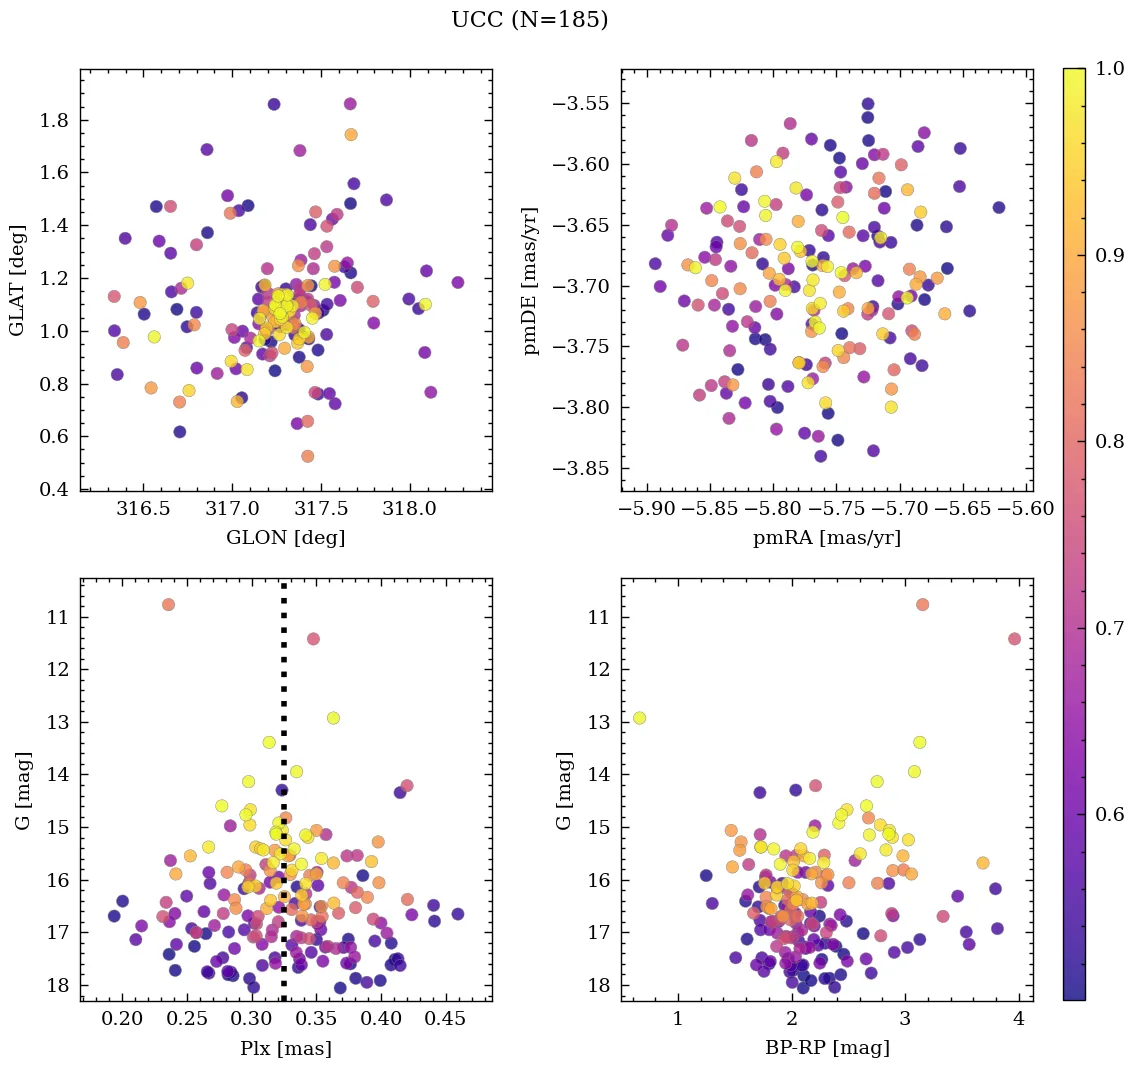 UCC (N=185)
GLAT [deg]
1.8
1.6
1.4
1.2
1.0
0.8
0.6
0.4
316.5 317.0 317.5 318.0
GLON [deg]
pmDE [mas/yr]
−3.55
−3.60
−3.65
−3.70
−3.75
−3.80
−3.85
−5.90 −5.85 −5.80 −5.75 −5.70 −5.65 −5.60
pmRA [mas/yr]
1.0
0.9
0.8
0.7
0.6
G [mag]
11
12
13
14
15
16
17
18
0.20 0.25 0.30 0.35 0.40 0.45
Plx [mas]
G [mag]
11
12
13
14
15
16
17
18
1 2 3 4
BP-RP [mag]